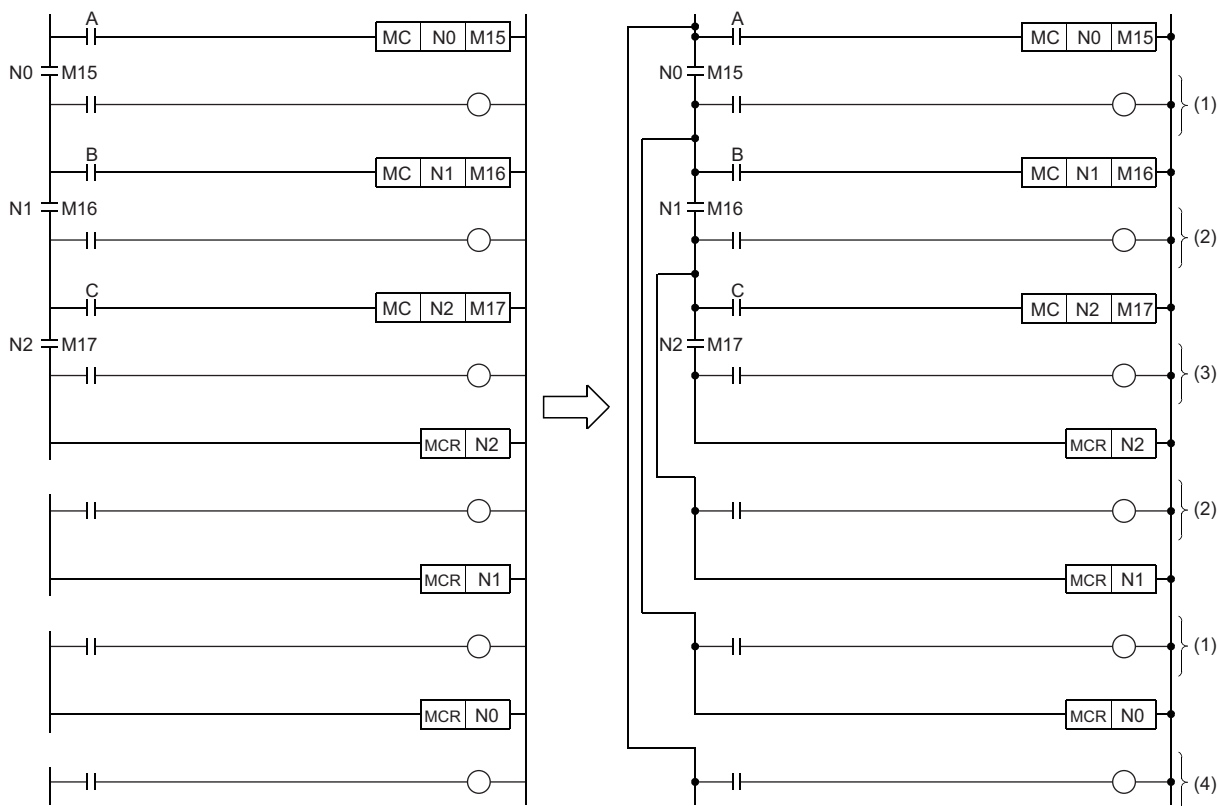 A
MC N0 M15
N0 M15
B
MC N1 M16
N1 M16
C
MC N2 M17
N2 M17
MCR N2
MCR N1
MCR N0
A
MC N0 M15
N0 M15
(1)
B
MC N1 M16
N1 M16
(2)
C
MC N2 M17
N2 M17
(3)
MCR N2
(2)
MCR N1
(1)
MCR N0
(4)